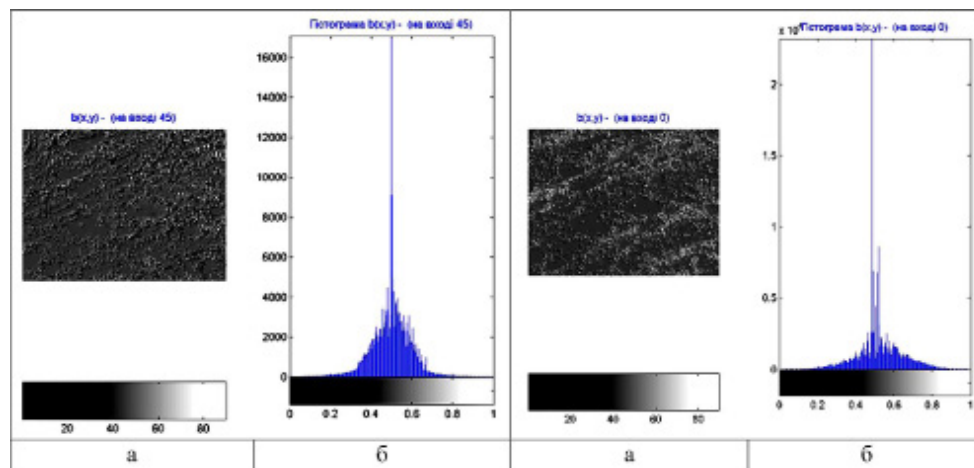 Гістограма b(x,y) - (на вході 45)
16000
14000
12000
10000
8000
6000
4000
2000
0
0 0.2 0.4 0.6 0.8 1
b(x,y) - (на вході 45)
20 40 60 80
x 10
Гістограма b(x,y) - (на вході 0)
2
1.5
1
0.5
0
0 0.2 0.4 0.6 0.8 1
b(x,y) - (на вході 0)
20 40 60 80
а б а б